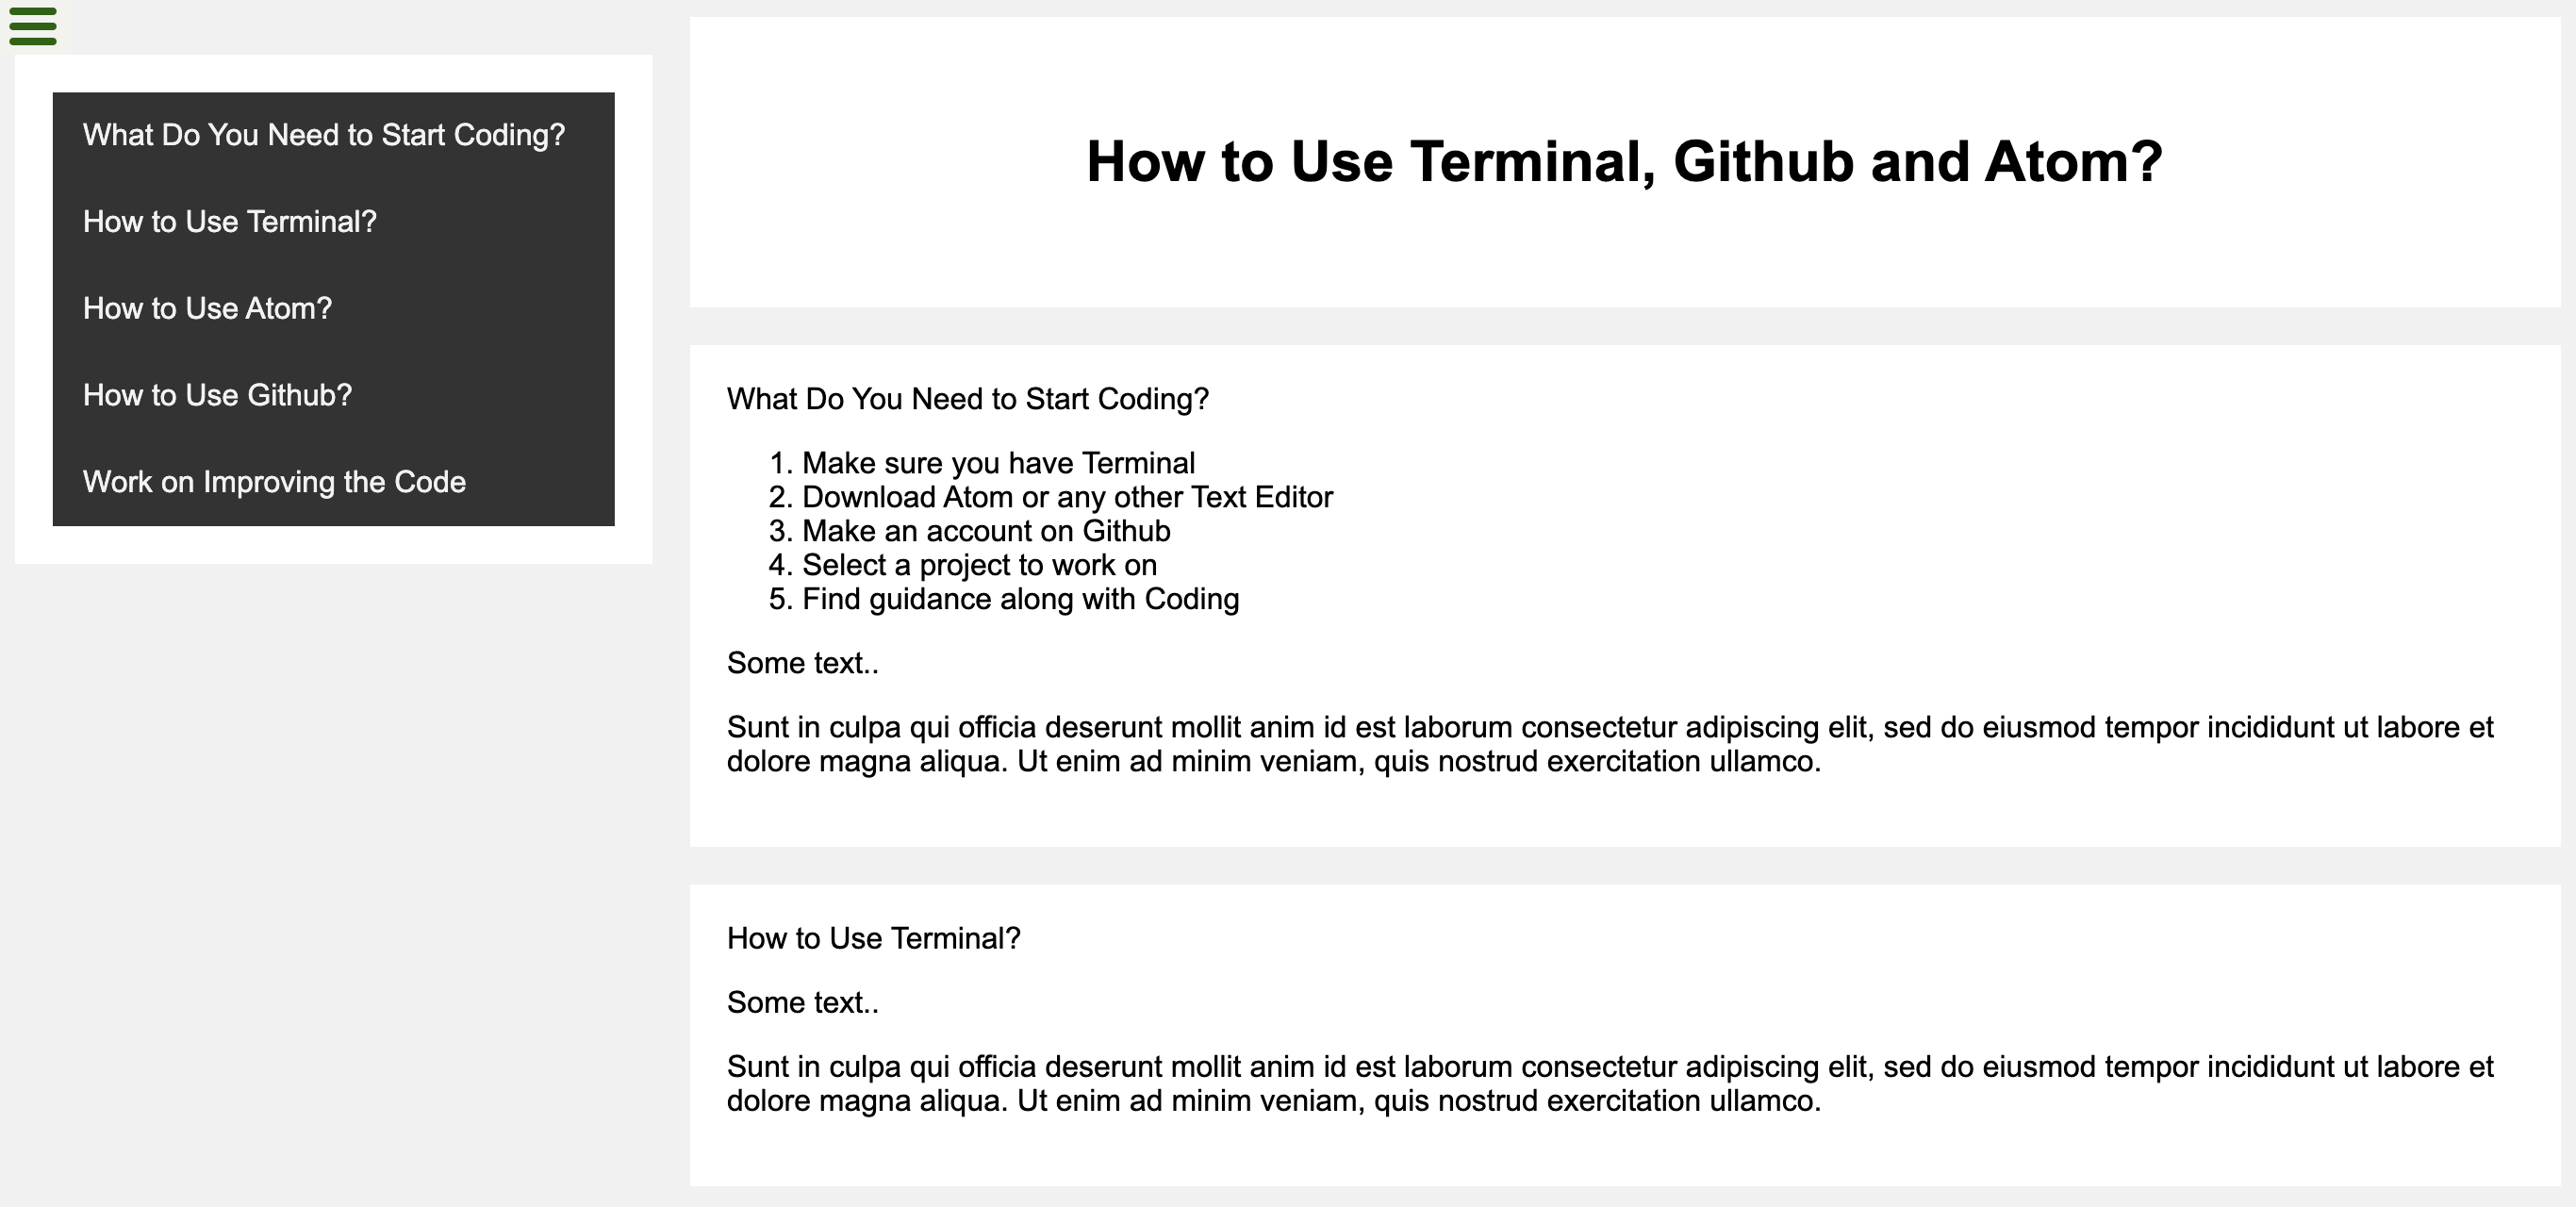 What Do You Need to Start Coding?
How to Use Terminal?
How to Use Atom?
How to Use Github?
Work on Improving the Code
How to Use Terminal, Github and Atom?
What Do You Need to Start Coding?
1. Make sure you have Terminal
2. Download Atom or any other Text Editor
3. Make an account on Github
4. Select a project to work on
5. Find guidance along with Coding
Some text..
Sunt in culpa qui officia deserunt mollit anim id est laborum consectetur adipiscing elit, sed do eiusmod tempor incididunt ut labore et
dolore magna aliqua. Ut enim ad minim veniam, quis nostrud exercitation ullamco.
How to Use Terminal?
Some text..
Sunt in culpa qui officia deserunt mollit anim id est laborum consectetur adipiscing elit, sed do eiusmod tempor incididunt ut labore et
dolore magna aliqua. Ut enim ad minim veniam, quis nostrud exercitation ullamco.